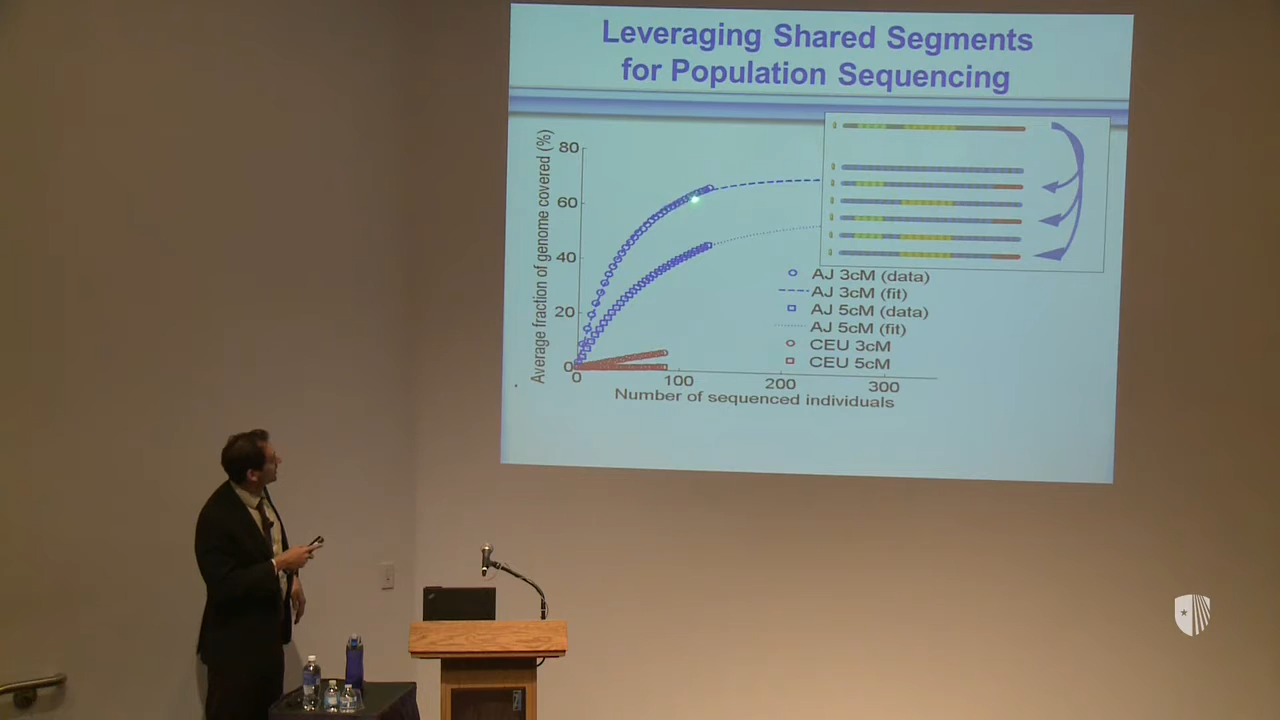 Leveraging Shared Segments
for Population Sequencing
Average fraction of genome covered (%)
80
60
40
20
0
0
100
200
300
Number of sequenced individuals
AJ 3cM (data)
AJ 3cM (fit)
AJ 5cM (data)
AJ 5cM (fit)
CEU 3cM
CEU 5cM